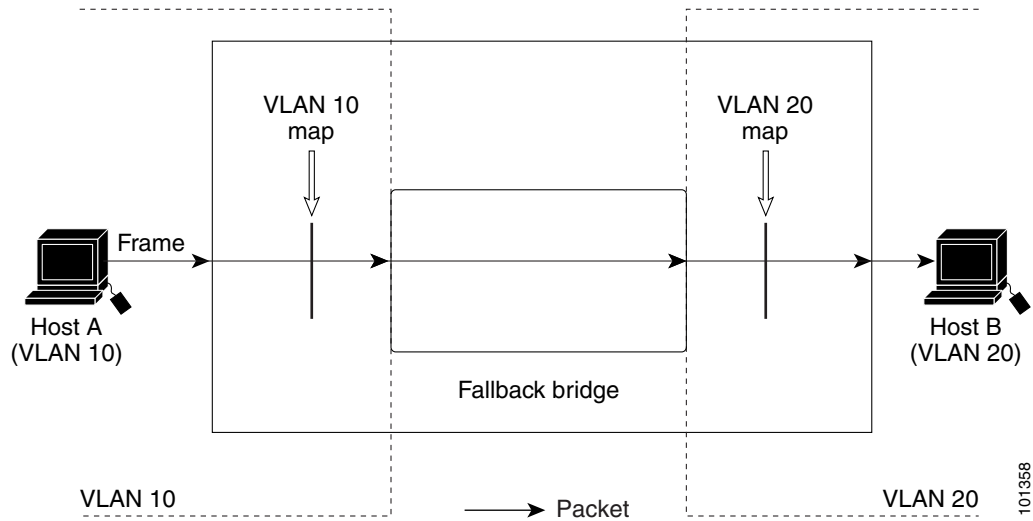 VLAN 10
map
VLAN 20
map
Frame
Host A
(VLAN 10)
Host B
(VLAN 20)
Fallback bridge
VLAN 10
Packet
VLAN 20
101358